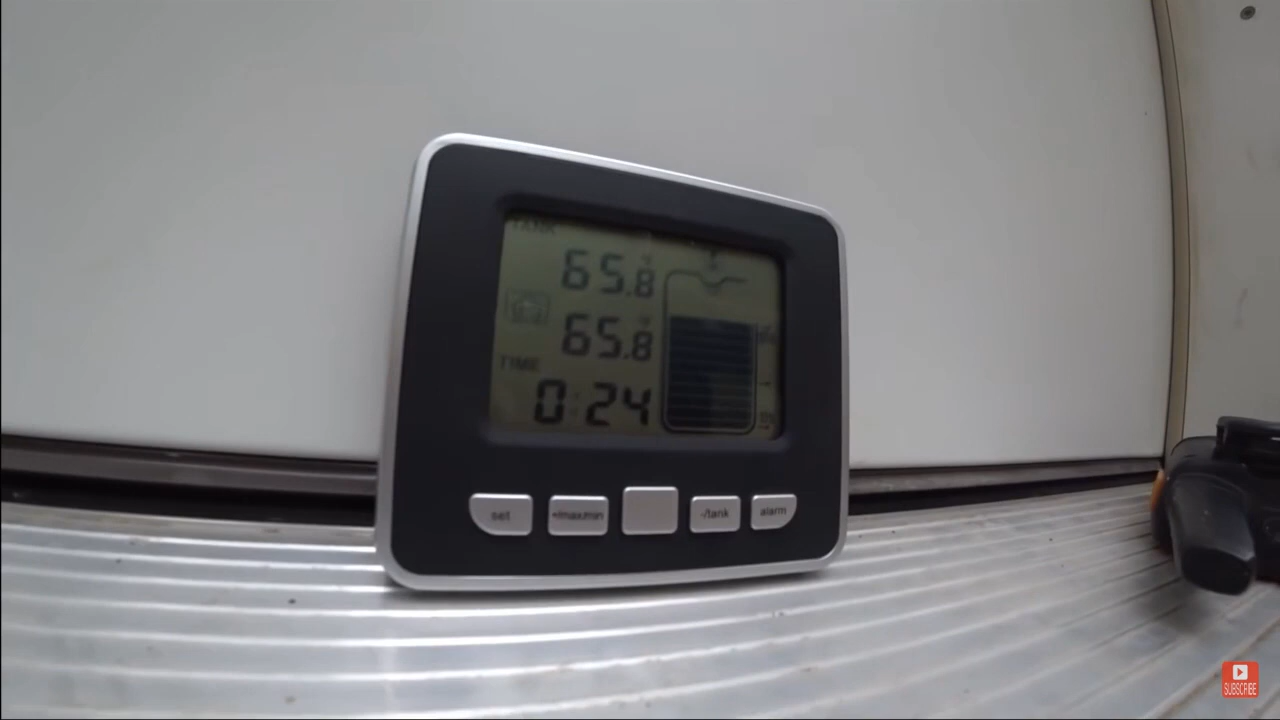 TANK
65.8
65.8
TIME
0:24
set
+/max/min
-/tank
alarm
SUBSCRIBE